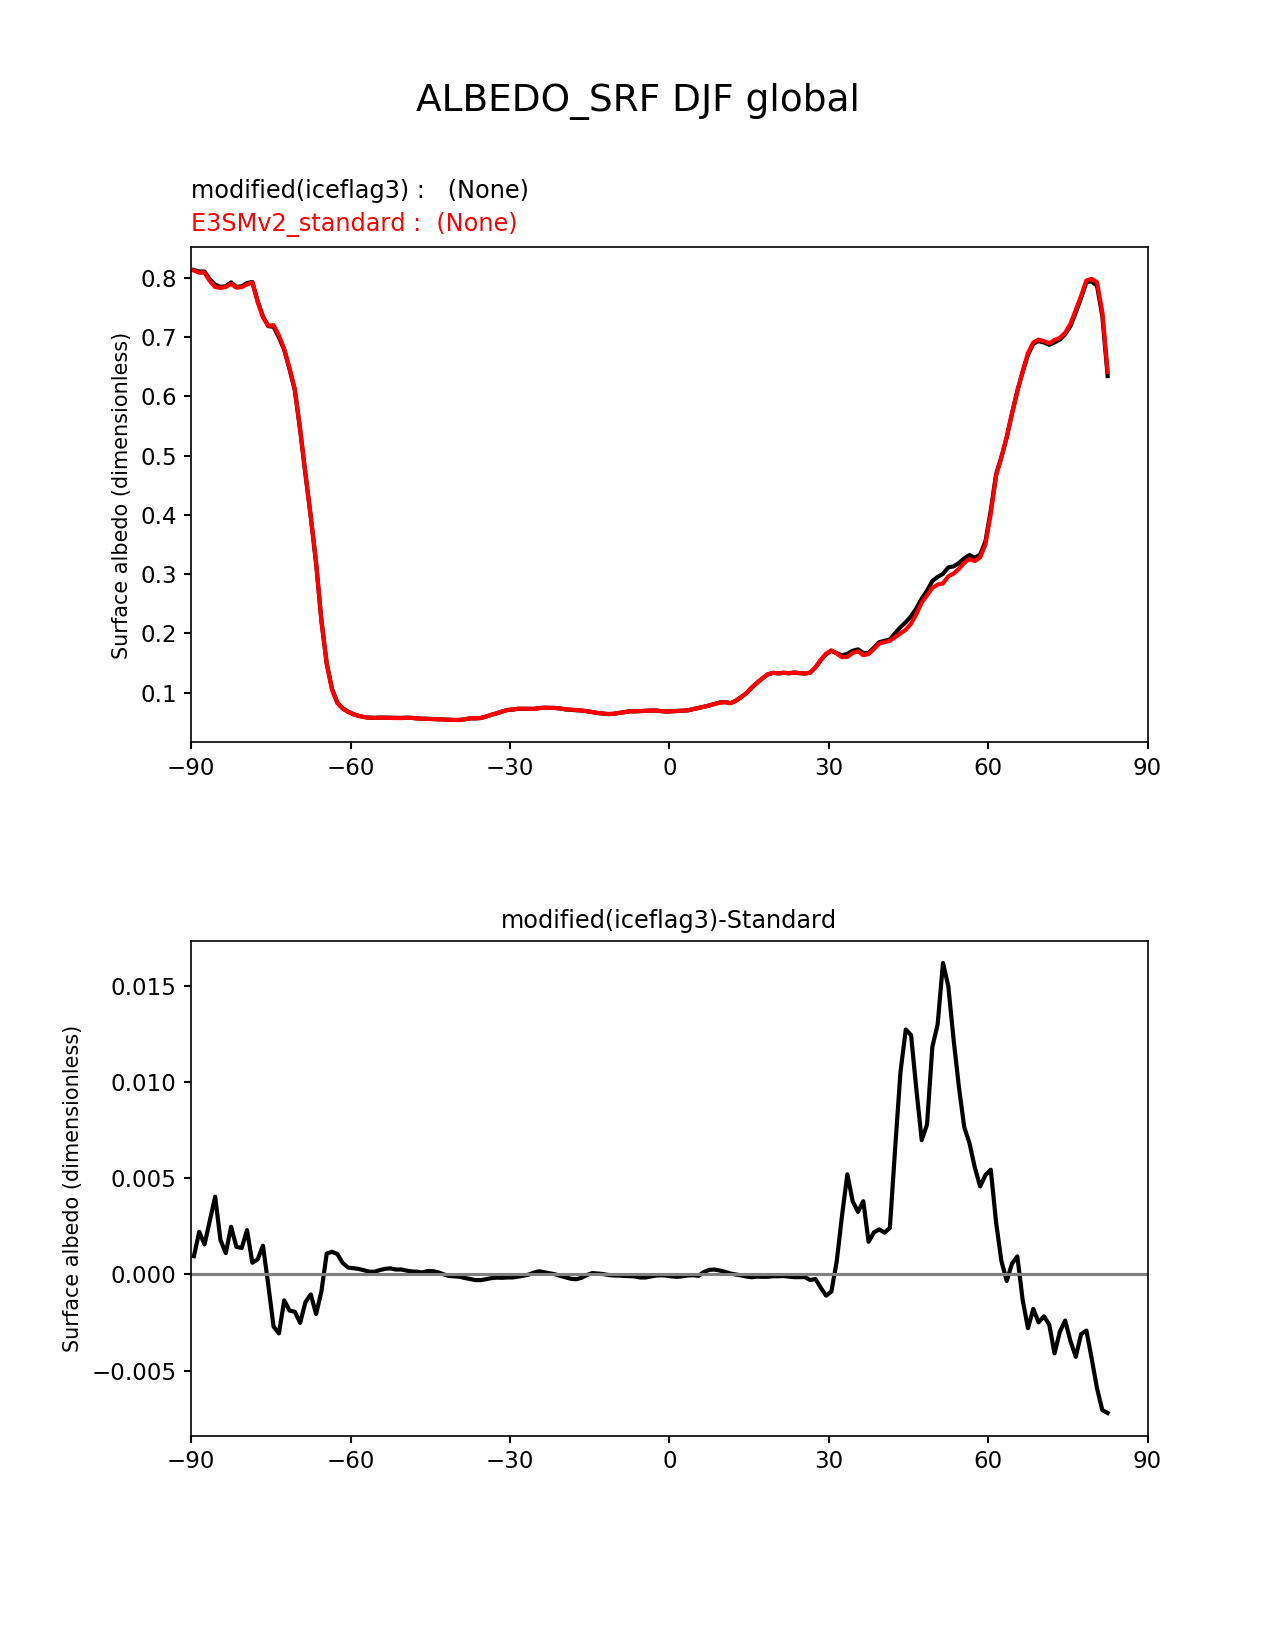 ALBEDO_SRF DJF global
modified(iceflag3) :   (None)
E3SMv2_standard :  (None)
Surface albedo (dimensionless)
0.8
0.7
0.6
0.5
0.4
0.3
0.2
0.1
−90 −60 −30 0 30 60 90
modified(iceflag3)-Standard
Surface albedo (dimensionless)
0.015
0.010
0.005
0.000
−0.005
−90 −60 −30 0 30 60 90